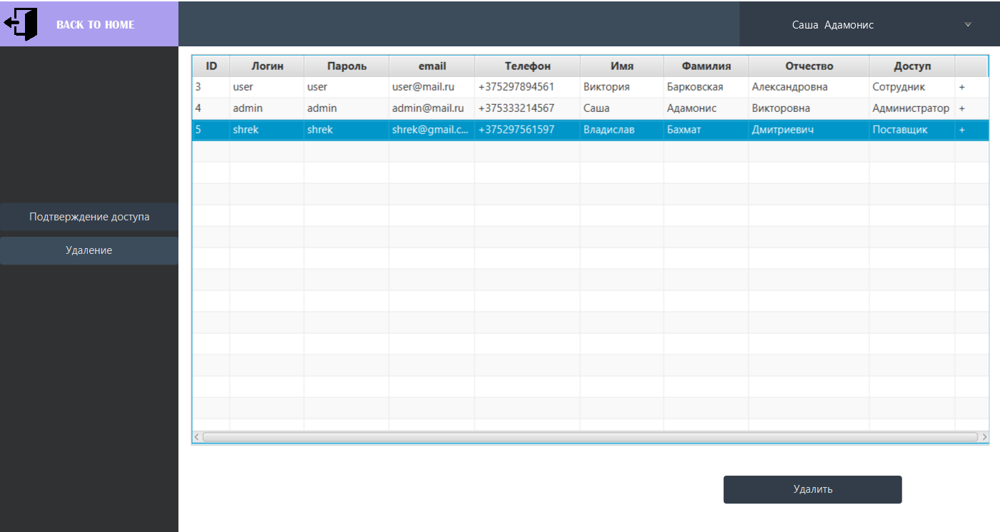 BACK TO HOME
Саша Адамонис
ID Логин Пароль email Телефон Имя Фамилия Отчество Доступ
3 user user user@mail.ru +375297894561 Виктория Барковская Александровна Сотрудник +
4 admin admin admin@mail.ru +375333214567 Саша Адамонис Викторовна Администратор +
5 shrek shrek shrek@gmail.c... +375297561597 Владислав Бахмат Дмитриевич Поставщик +
Подтверждение доступа
Удаление
Удалить